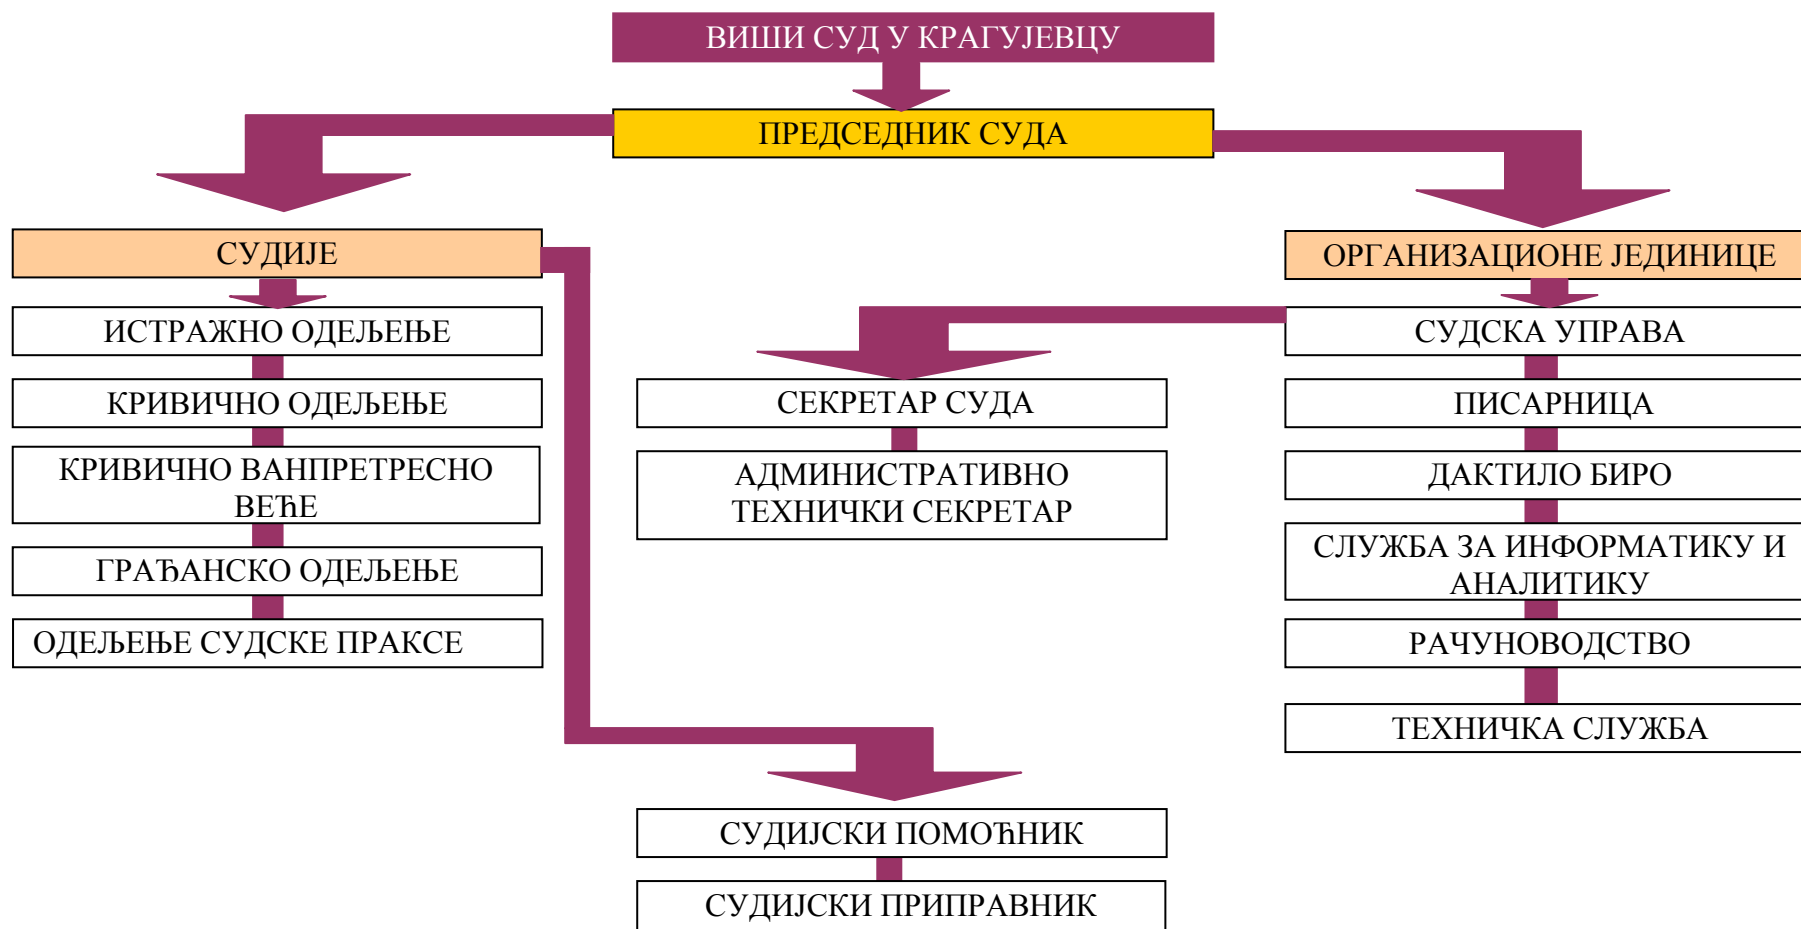 ВИШИ СУД У КРАГУЈЕВЦУ
ПРЕДСЕДНИК СУДА
СУДИЈЕ
ИСТРАЖНО ОДЕЉЕЊЕ
КРИВИЧНО ОДЕЉЕЊЕ
КРИВИЧНО ВАНПРЕТРЕСНО
ВЕЋЕ
ГРАЂАНСКО ОДЕЉЕЊЕ
ОДЕЉЕЊЕ СУДСКЕ ПРАКСЕ
СЕКРЕТАР СУДА
АДМИНИСТРАТИВНО
ТЕХНИЧКИ СЕКРЕТАР
ОРГАНИЗАЦИОНЕ ЈЕДИНИЦЕ
СУДСКА УПРАВА
ПИСАРНИЦА
ДАКТИЛО БИРО
СЛУЖБА ЗА ИНФОРМАТИКУ И
АНАЛИТИКУ
РАЧУНОВОДСТВО
ТЕХНИЧКА СЛУЖБА
СУДИЈСКИ ПОМОЋНИК
СУДИЈСКИ ПРИПРАВНИК